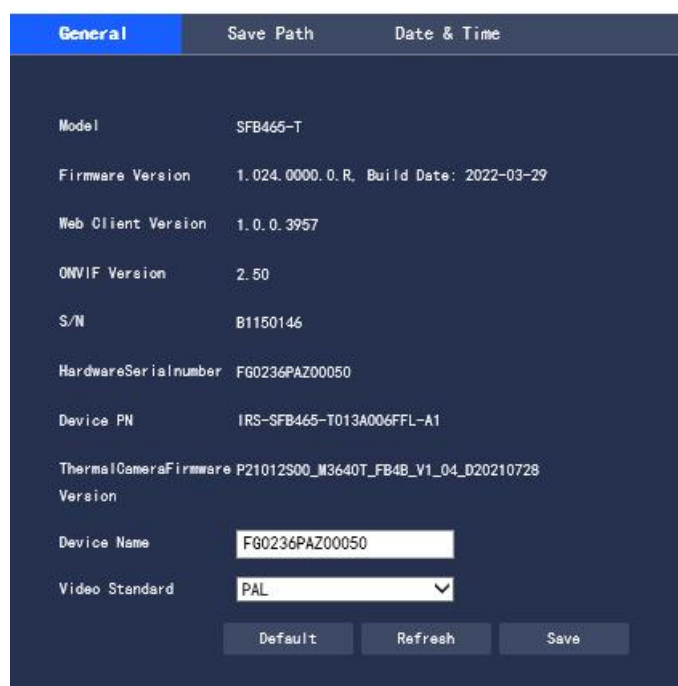 General Save Path Date & Time
Model SFB465-T
Firmware Version 1.024.0000.0.R, Build Date: 2022-03-29
Web Client Version 1.0.0.3957
ONVIF Version 2.50
S/N B1150146
HardwareSerialnumber FG0236PAZ00050
Device PN IRS-SFB465-T013A006FFL-A1
ThermalCameraFirmware P21012S00_M3640T_FB4B_V1_04_D20210728
Version
Device Name FG0236PAZ00050
Video Standard PAL
Default Refresh Save